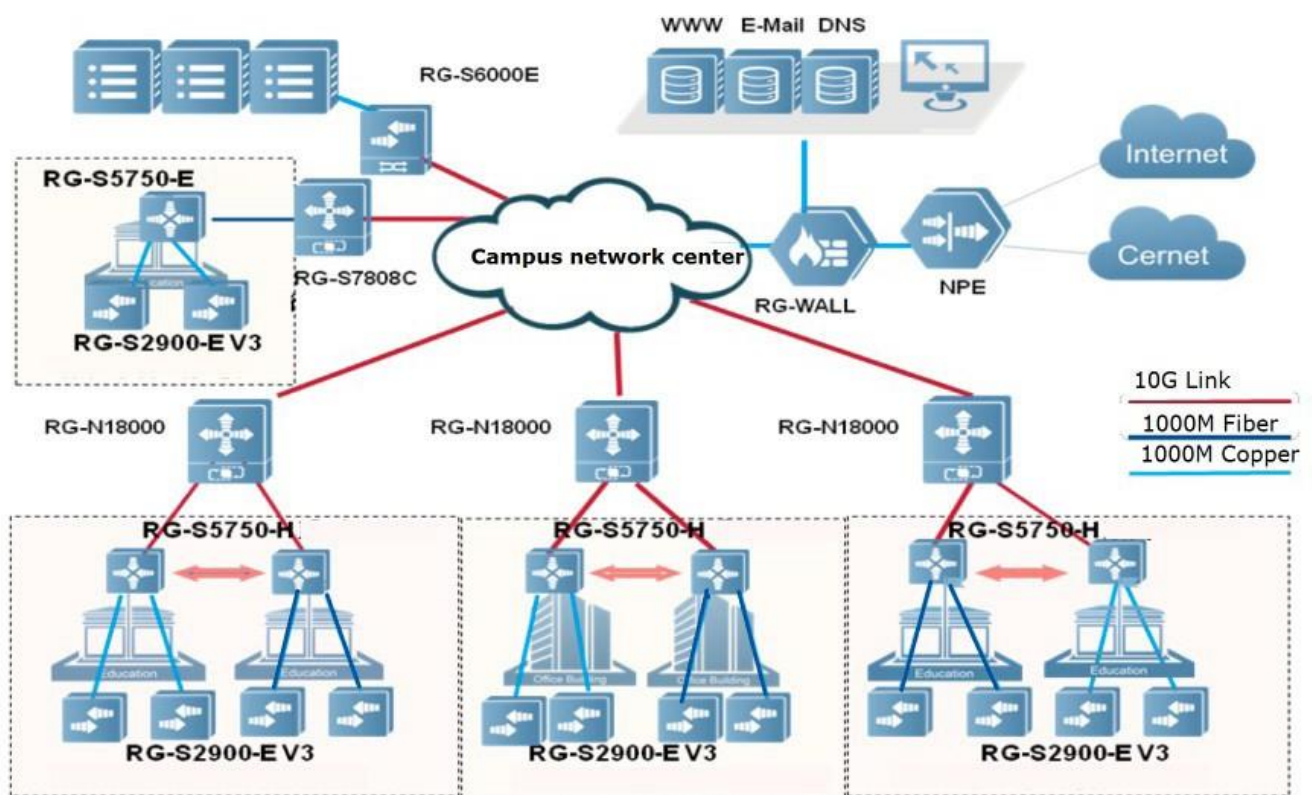 WWW E-Mail DNS
RG-S6000E
RG-S5750-E
Internet
Campus network center
Cernet
RG-S7808C
NPE
RG-WALL
RG-S2900-E V3
10G Link
RG-N18000
RG-N18000
RG-N18000
1000M Fiber
1000M Copper
RG-S5750-H
RG-S5750-H
RG-S5750-H
Education
Education
Office Building
Office Building
Education
Education
RG-S2900-E V3
RG-S2900-E V3
RG-S2900-E V3